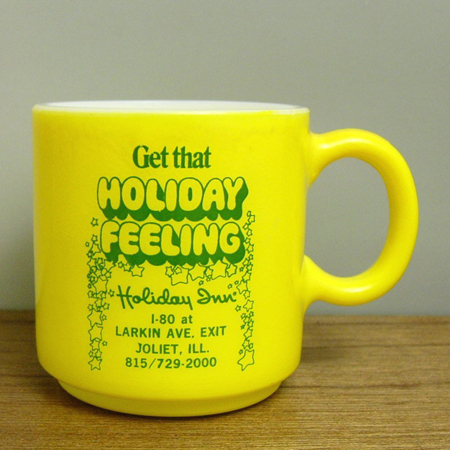 Get that
HOLIDAY
FEELING
Holiday Inn
I-80 at
LARKIN AVE. EXIT
JOLIET, ILL.
815/729-2000